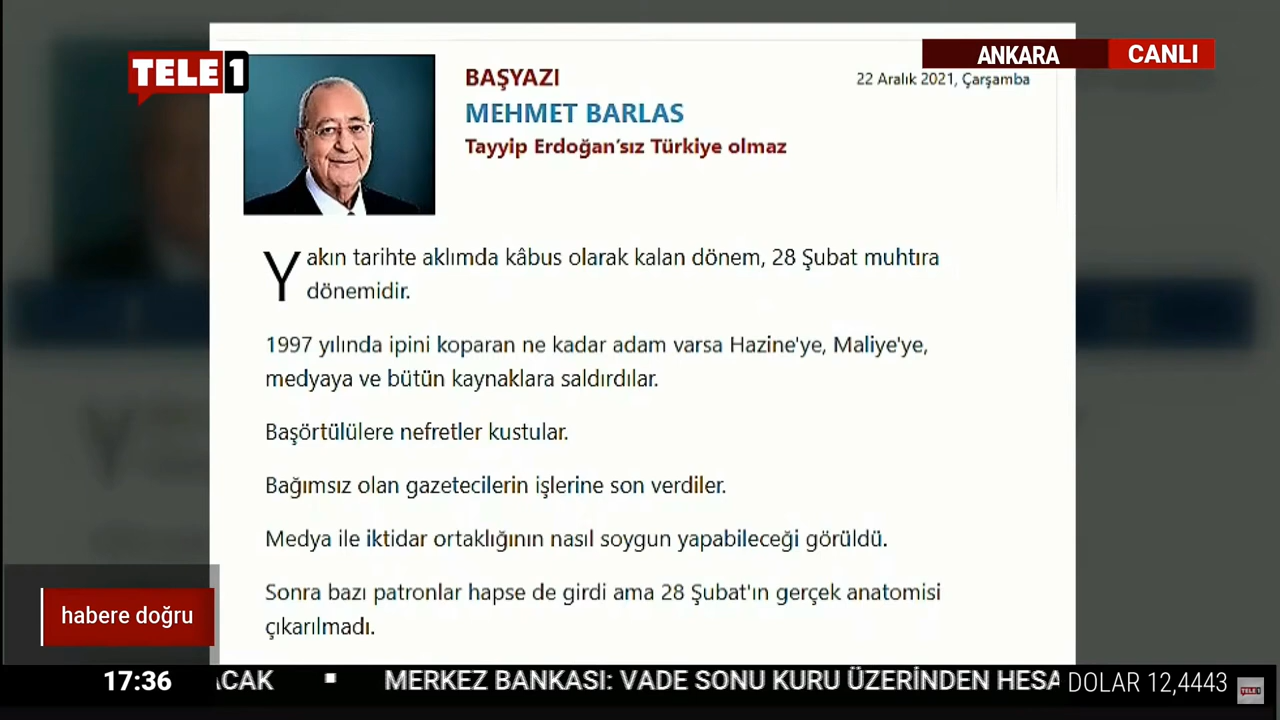 TELE1
ANKARA
CANLI
BAŞYAZI
22 Aralık 2021, Çarşamba
MEHMET BARLAS
Tayyip Erdoğan'sız Türkiye olmaz
Yakın tarihte aklımda kâbus olarak kalan dönem, 28 Şubat muhtıra
dönemidir.
1997 yılında ipini koparan ne kadar adam varsa Hazine'ye, Maliye'ye,
medyaya ve bütün kaynaklara saldırdılar.
Başörtülülere nefretler kustular.
Bağımsız olan gazetecilerin işlerine son verdiler.
Medya ile iktidar ortaklığının nasıl soygun yapabileceği görüldü.
Sonra bazı patronlar hapse de girdi ama 28 Şubat'ın gerçek anatomisi
çıkarılmadı.
habere doğru
17:36
ACAK ▪ MERKEZ BANKASI: VADE SONU KURU ÜZERİNDEN HESA
DOLAR 12,4443
TELE1